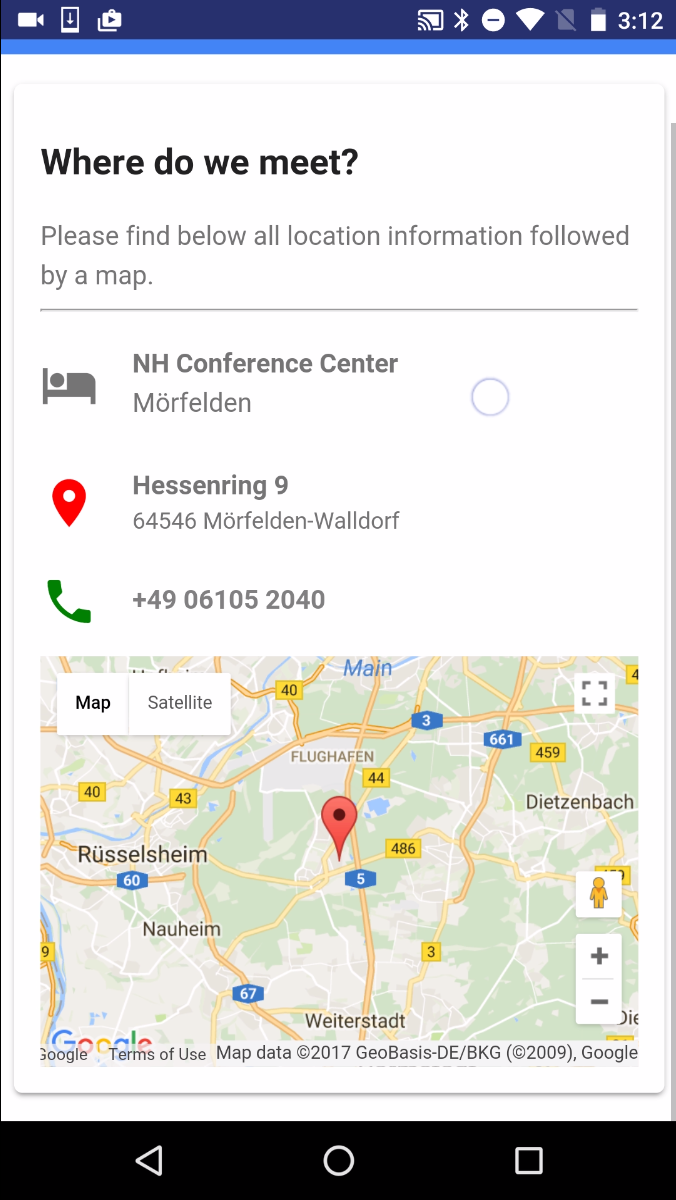 3:12
Where do we meet?
Please find below all location information followed
by a map.
NH Conference Center
Mörfelden
Hessenring 9
64546 Mörfelden-Walldorf
+49 06105 2040
Main
Map Satellite
40
4
3
661
459
FLUGHAFEN
44
40
43
Dietzenbach
486
Rüsselsheim
60
5
Nauheim
9
3
67
Weiterstadt
Die
Google
Google Terms of Use Map data ©2017 GeoBasis-DE/BKG (©2009), Google